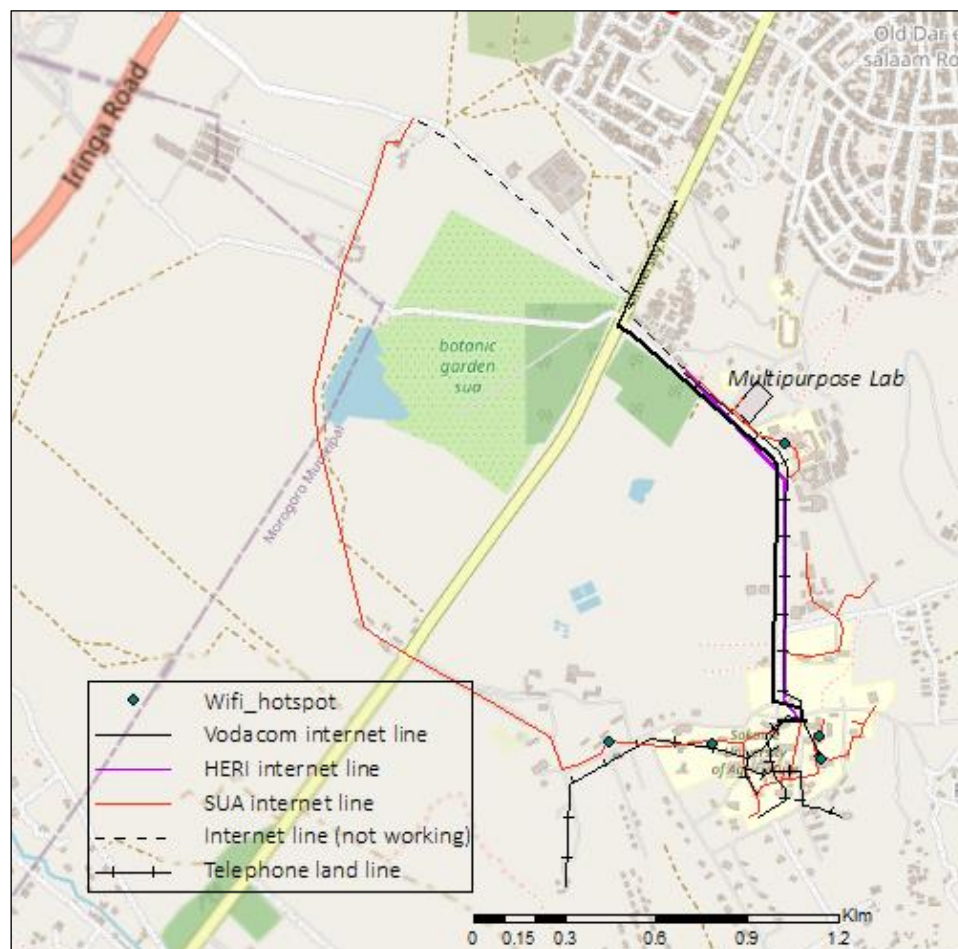 Old Dar e
salaam Ro
Iringa Road
botanic
garden
sua
Multipurpose Lab
Morogoro Municipal
Wifi_hotspot
Vodacom internet line
HERI internet line
SUA internet line
Internet line (not working)
Telephone land line
of Ag
Klm
0 0.15 0.3 0.6 0.9 1.2